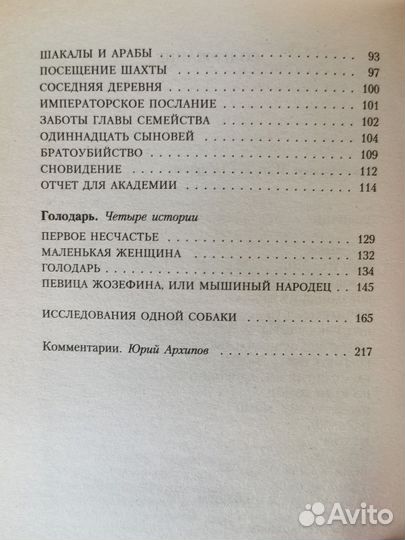 ШАКАЛЫ И АРАБЫ . . . . . . . . . . . . . . . . . . . . 93
ПОСЕЩЕНИЕ ШАХТЫ . . . . . . . . . . . . . . . . . . 97
СОСЕДНЯЯ ДЕРЕВНЯ . . . . . . . . . . . . . . . . . . 100
ИМПЕРАТОРСКОЕ ПОСЛАНИЕ . . . . . . . . . . . . . 101
ЗАБОТЫ ГЛАВЫ СЕМЕЙСТВА . . . . . . . . . . . . . 102
ОДИННАДЦАТЬ СЫНОВЕЙ . . . . . . . . . . . . . . . 104
БРАТОУБИЙСТВО . . . . . . . . . . . . . . . . . . . . 109
СНОВИДЕНИЕ . . . . . . . . . . . . . . . . . . . . . . 112
ОТЧЕТ ДЛЯ АКАДЕМИИ . . . . . . . . . . . . . . . . 114
Голодарь. Четыре истории
ПЕРВОЕ НЕСЧАСТЬЕ . . . . . . . . . . . . . . . . . . 129
МАЛЕНЬКАЯ ЖЕНЩИНА . . . . . . . . . . . . . . . . 132
ГОЛОДАРЬ . . . . . . . . . . . . . . . . . . . . . . . . 134
ПЕВИЦА ЖОЗЕФИНА, ИЛИ МЫШИНЫЙ НАРОДЕЦ . . 145
ИССЛЕДОВАНИЯ ОДНОЙ СОБАКИ . . . . . . . . . . . 165
Комментарии. Юрий Архипов . . . . . . . . . . . . . 217
Avito